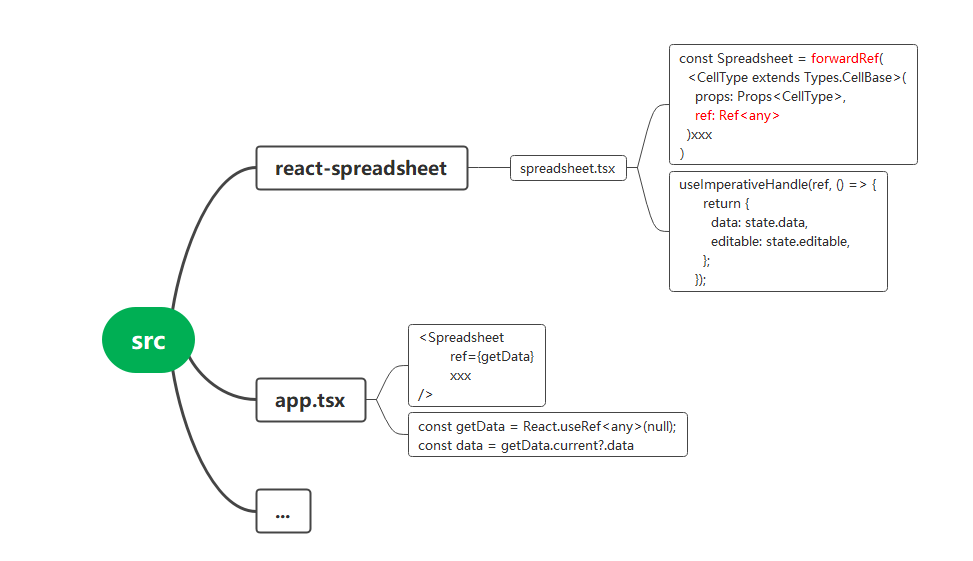 const Spreadsheet = forwardRef(
<CellType extends Types.CellBase>(
props: Props<CellType>,
ref: Ref<any>
)xxx
)
react-spreadsheet
spreadsheet.tsx
useImperativeHandle(ref, () => {
return {
data: state.data,
editable: state.editable,
};
});
src
<Spreadsheet
ref={getData}
xxx
/>
app.tsx
const getData = React.useRef<any>(null);
const data = getData.current?.data
...